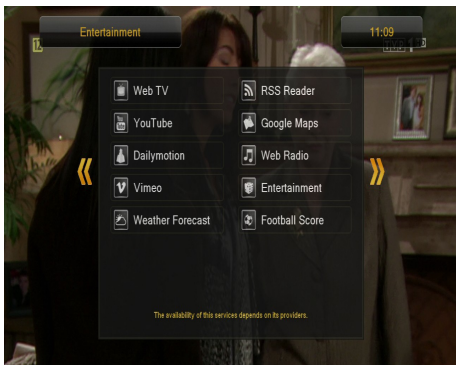 Entertainment
11:09
Web TV
RSS Reader
YouTube
Google Maps
Dailymotion
Web Radio
Vimeo
Entertainment
Weather Forecast
Football Score
The availability of this services depends on its providers.